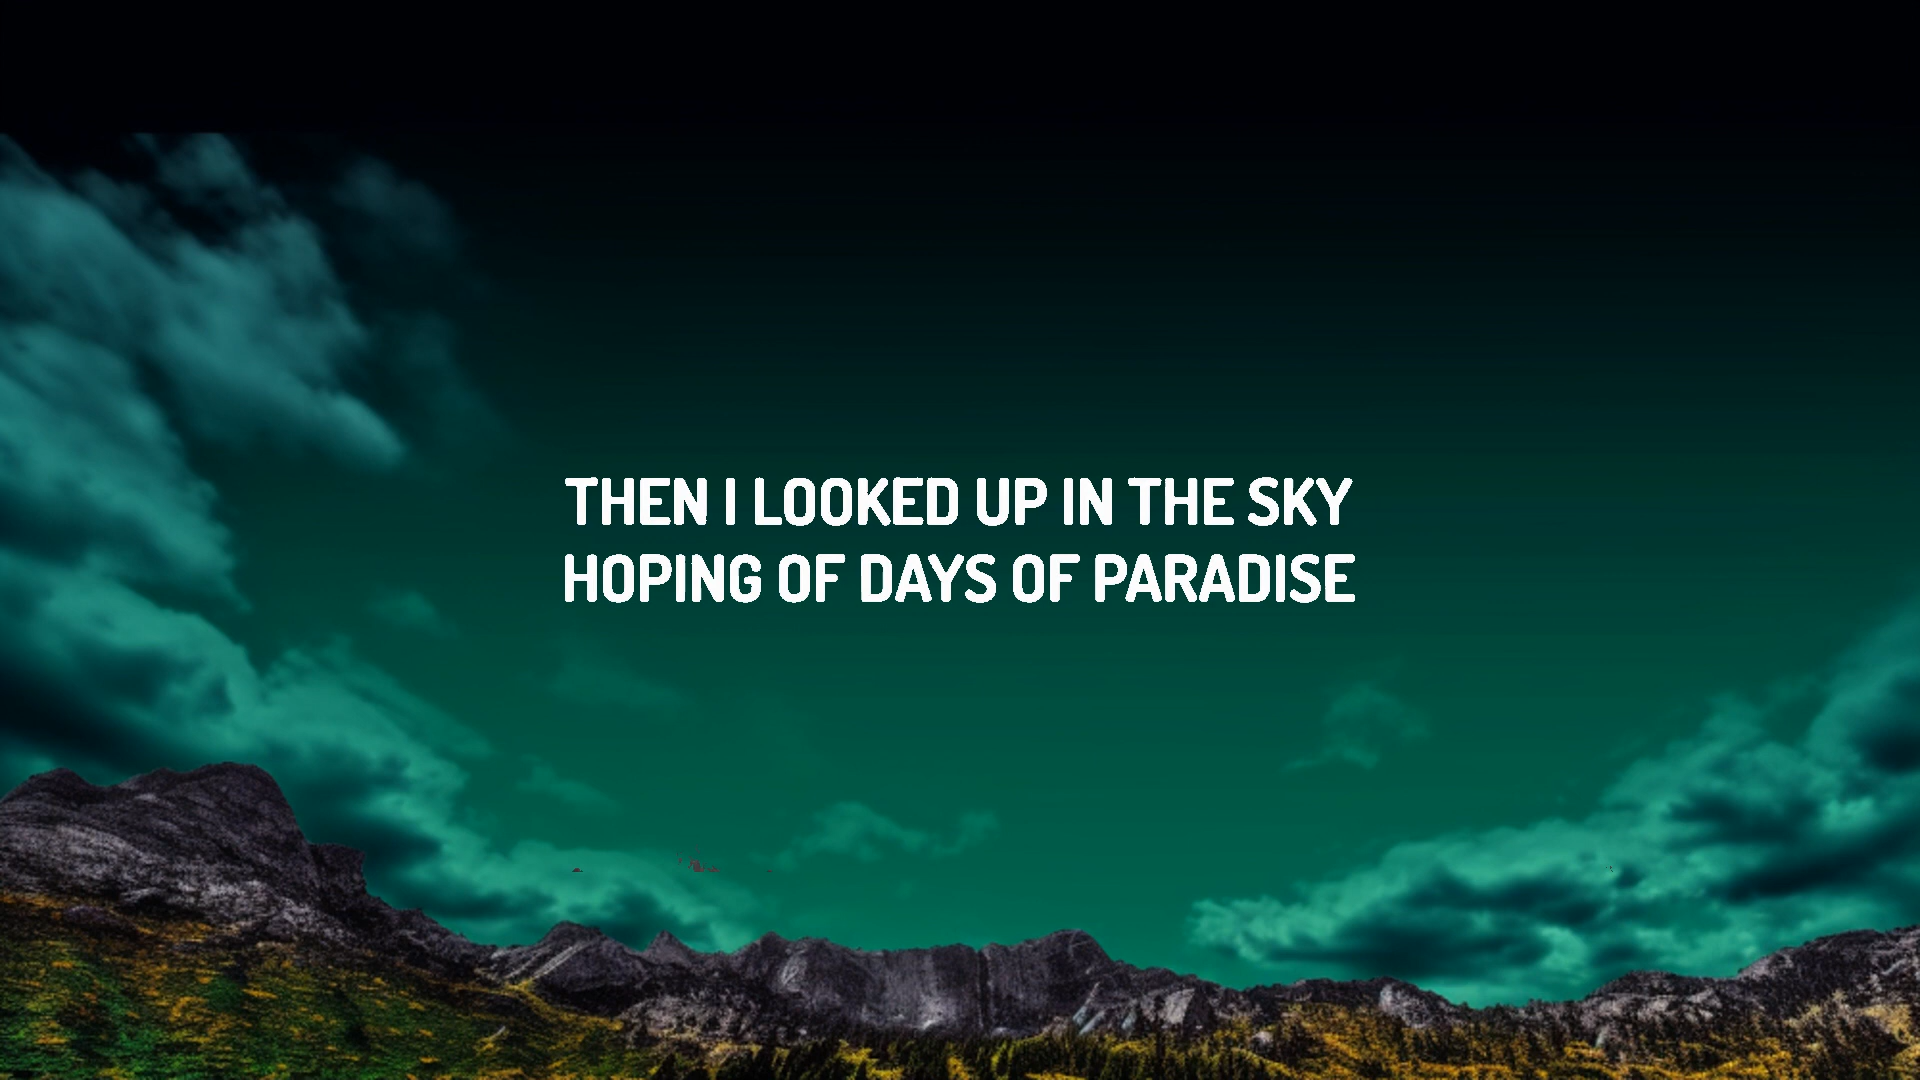 THEN I LOOKED UP IN THE SKY
HOPING OF DAYS OF PARADISE